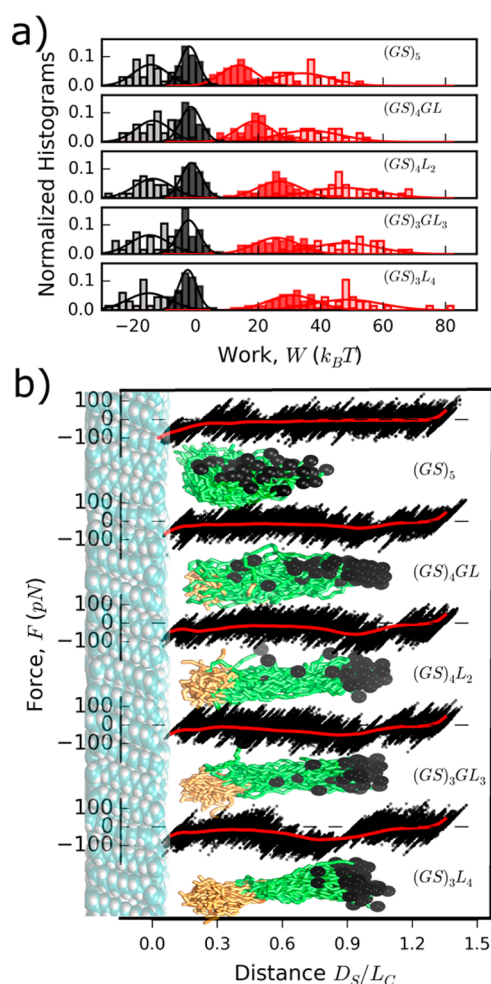 a)
Normalized Histograms
0.1
0.0
(GS)₅
0.1
0.0
(GS)₄GL
0.1
0.0
(GS)₄L₂
0.1
0.0
(GS)₃GL₃
0.1
0.0
(GS)₃L₄
−20 0 20 40 60 80
Work, W (k_BT)
b)
Force, F (pN)
100
0
−100
(GS)₅
100
0
−100
(GS)₄GL
100
0
−100
(GS)₄L₂
100
0
−100
(GS)₃GL₃
100
0
−100
(GS)₃L₄
0.0 0.3 0.6 0.9 1.2 1.5
Distance D_S/L_C